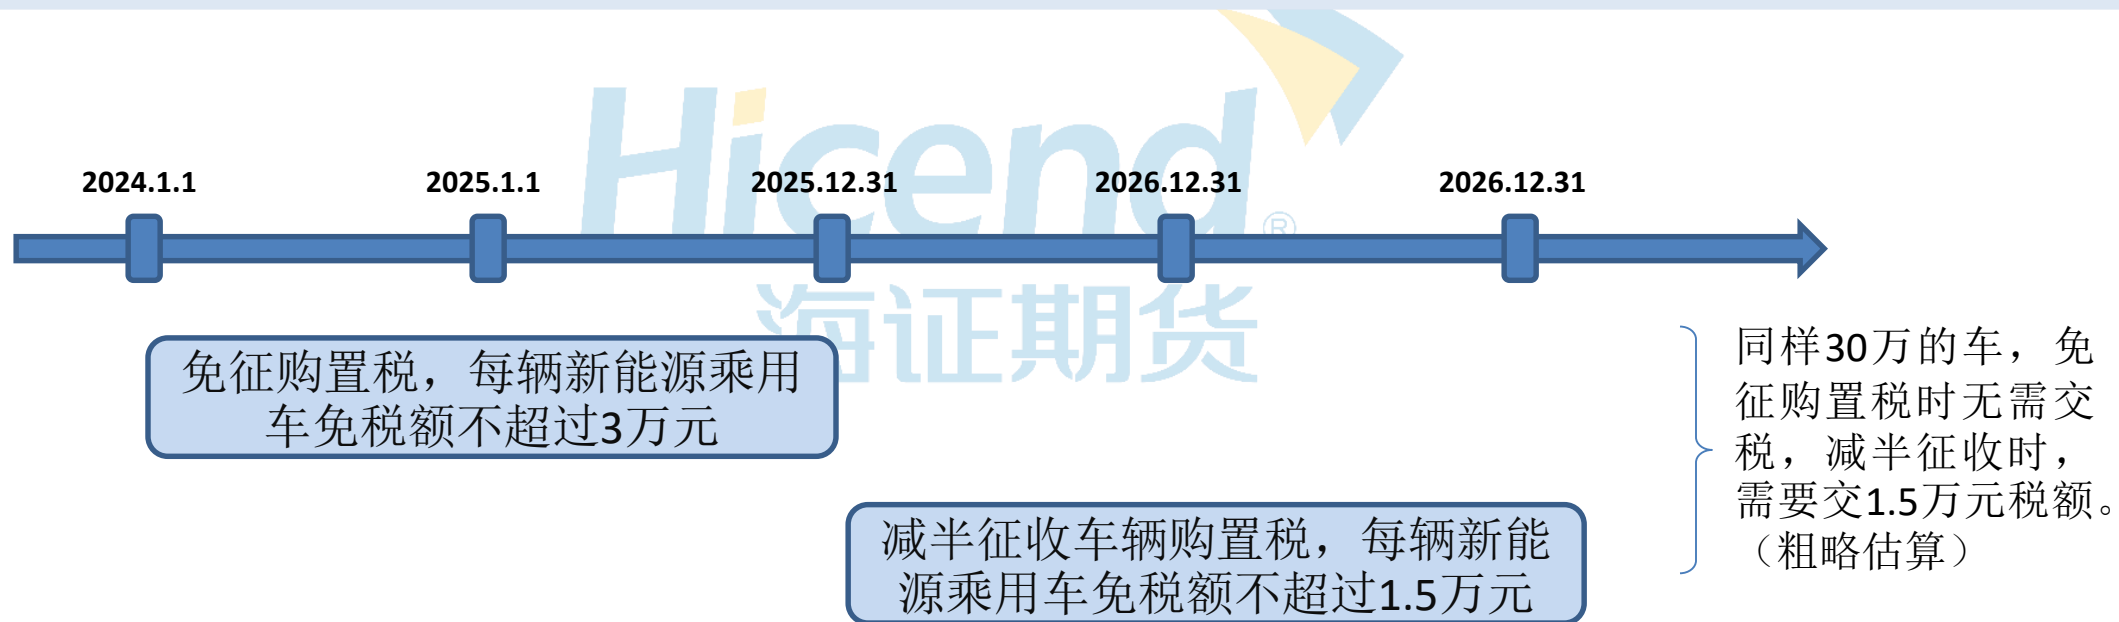 Hicend
®
2024.1.1
2025.1.1
2025.12.31
2026.12.31
2026.12.31
海证期货
免征购置税，每辆新能源乘用
车免税额不超过3万元
减半征收车辆购置税，每辆新能
源乘用车免税额不超过1.5万元
同样30万的车，免
征购置税时无需交
税，减半征收时，
需要交1.5万元税额。
（粗略估算）